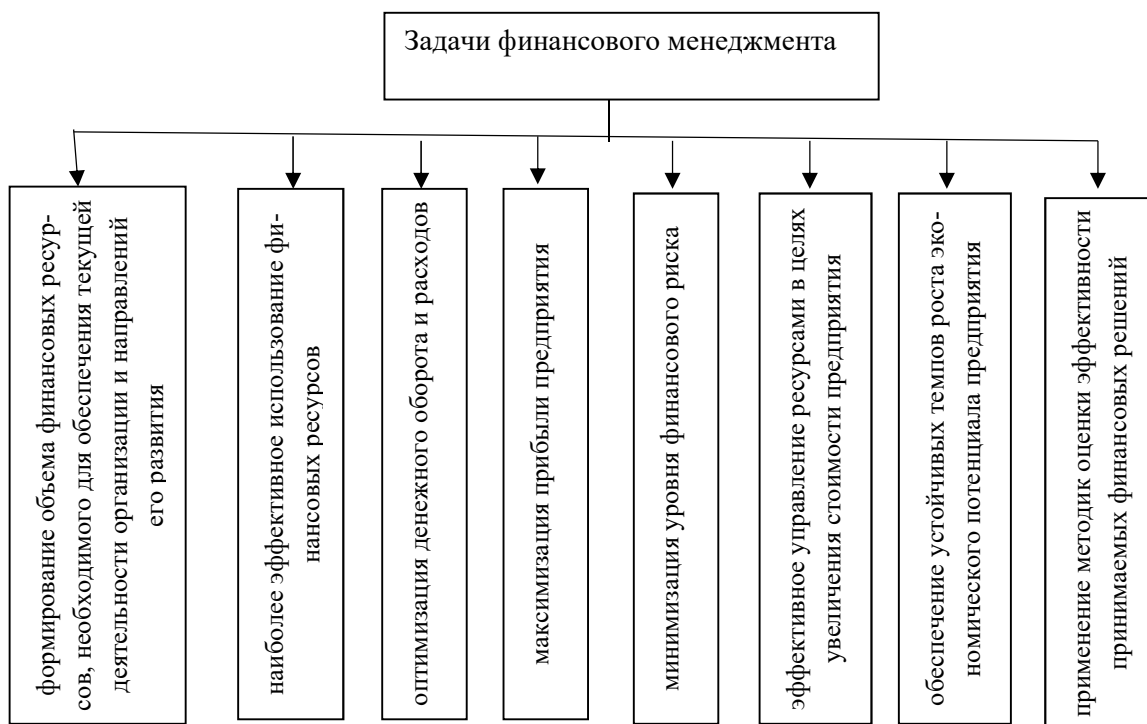 Задачи финансового менеджмента
формирование объема финансовых ресур-
сов, необходимого для обеспечения текущей
деятельности организации и направлений
его развития
наиболее эффективное использование фи-
нансовых ресурсов
оптимизация денежного оборота и расходов
максимизация прибыли предприятия
минимизация уровня финансового риска
эффективное управление ресурсами в целях
увеличения стоимости предприятия
обеспечение устойчивых темпов роста эко-
номического потенциала предприятия
применение методик оценки эффективности
принимаемых финансовых решений